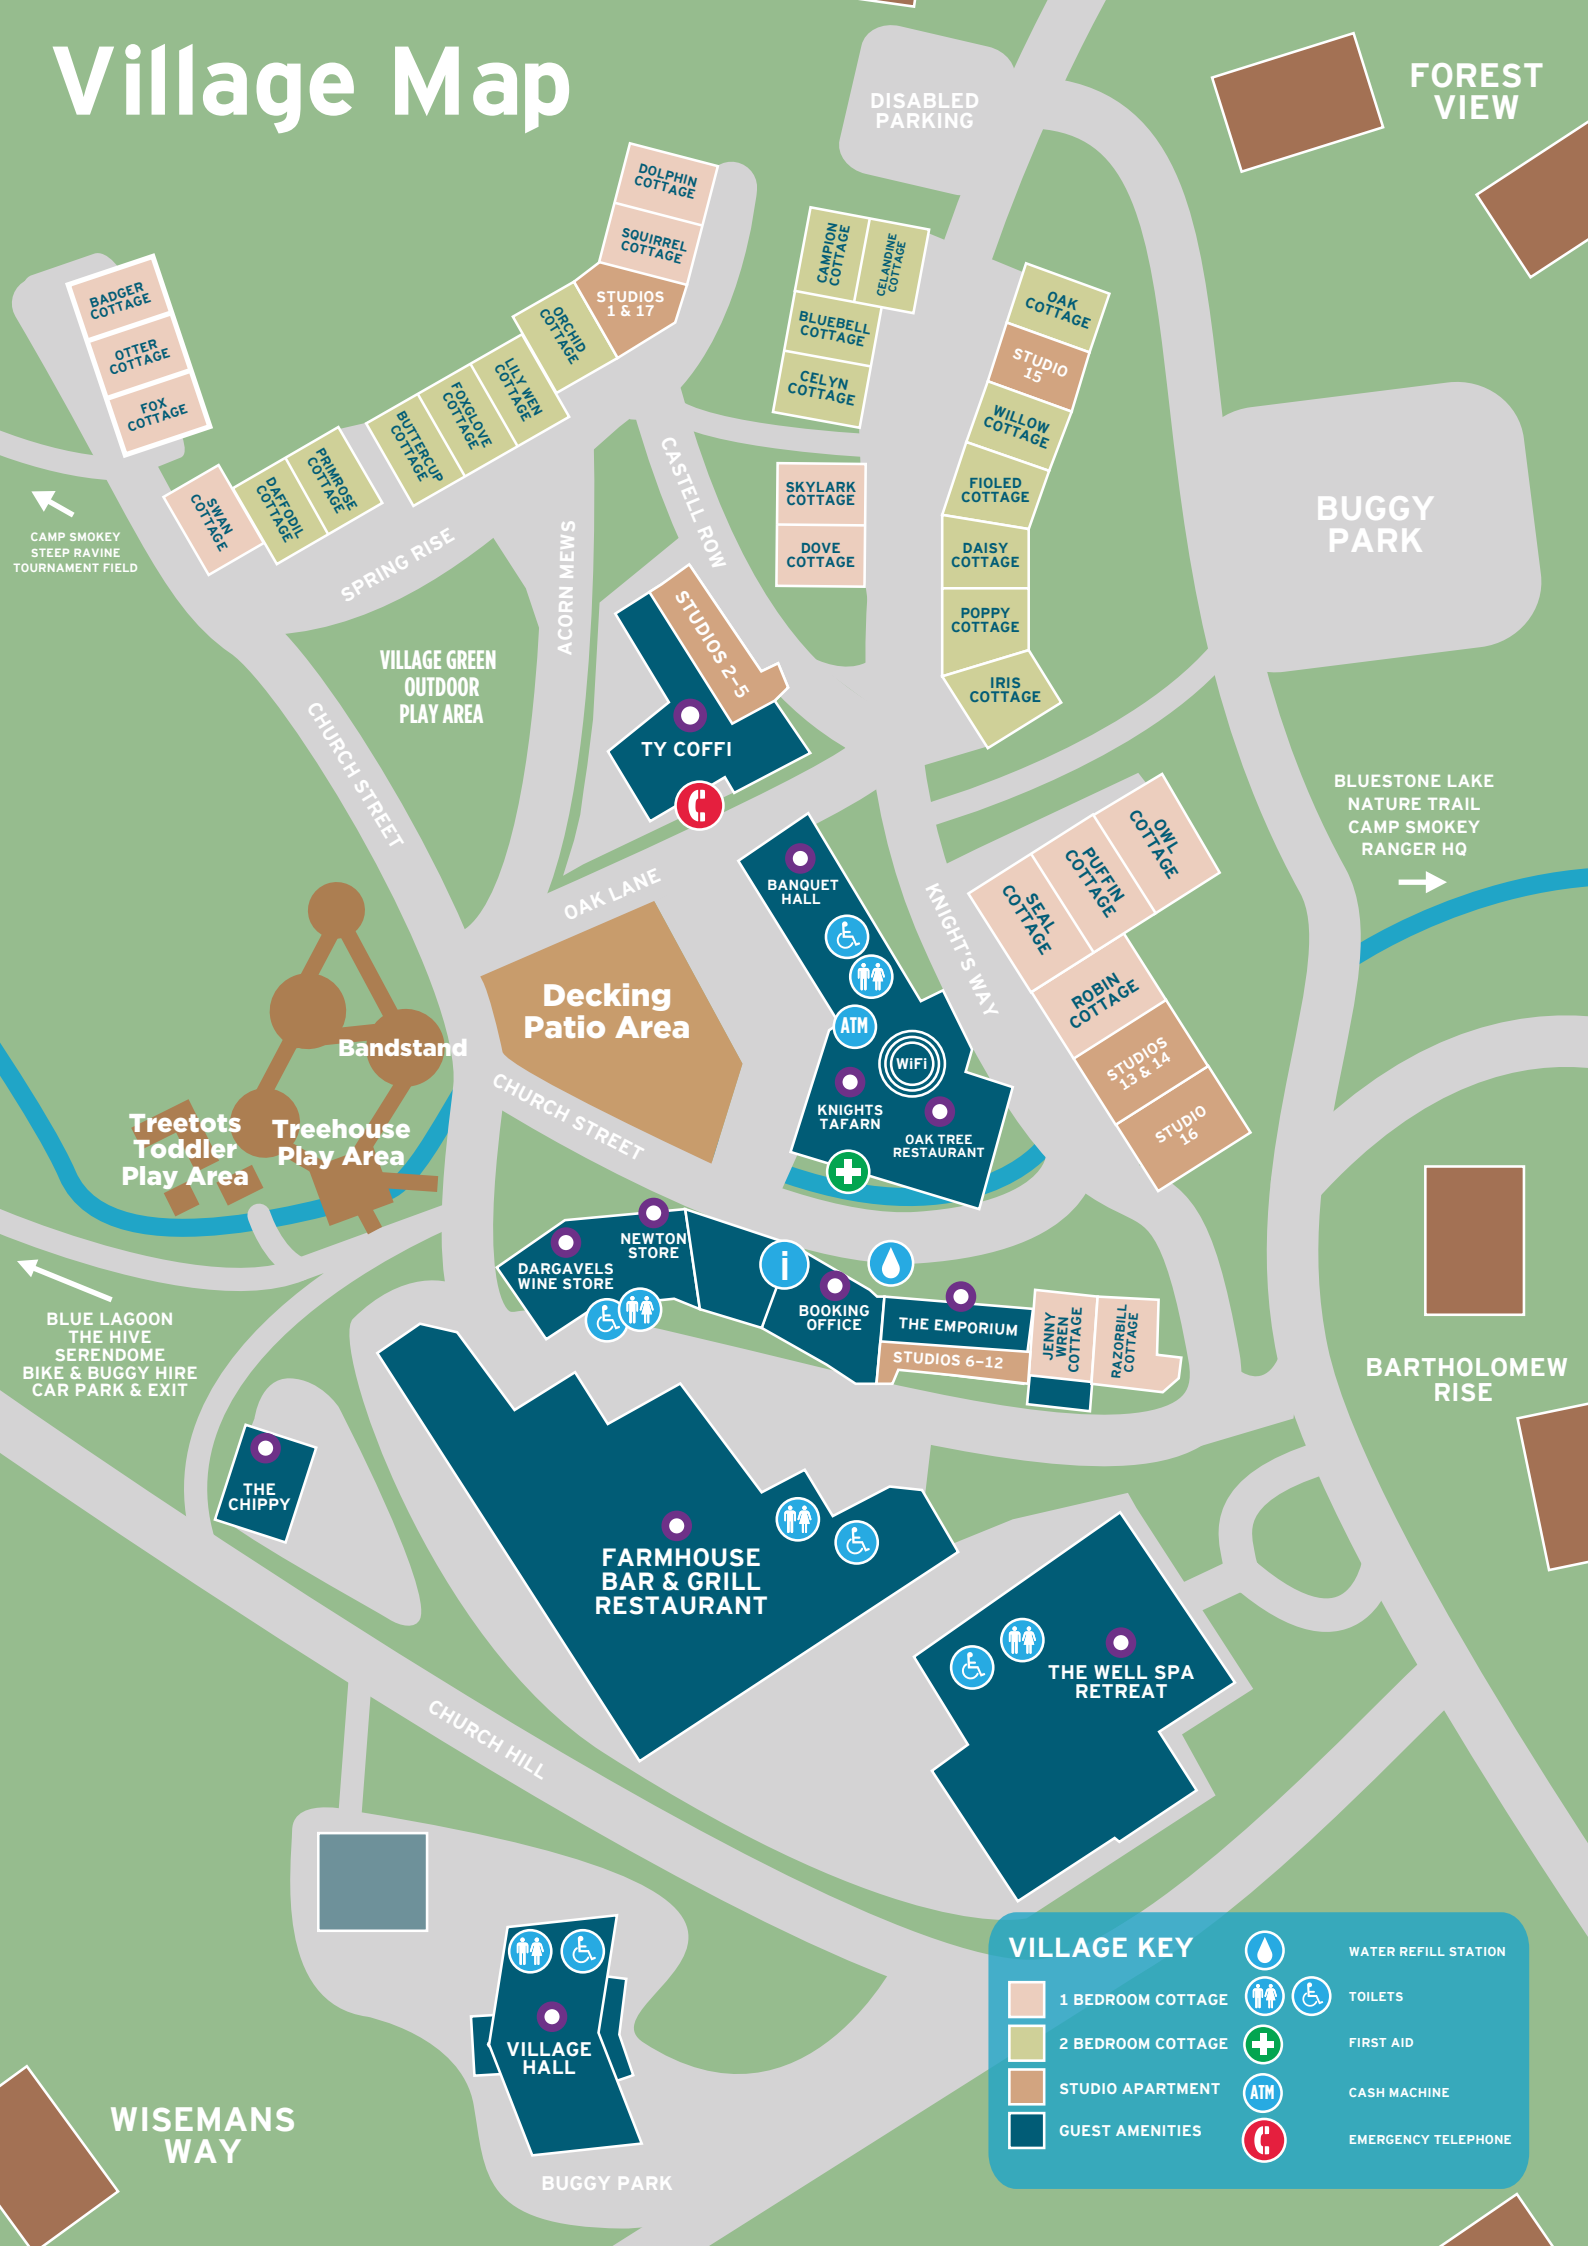 Village Map
DISABLED
PARKING
FOREST
VIEW
DOLPHIN
COTTAGE
SQUIRREL
COTTAGE
STUDIOS
1 & 17
ORCHID
COTTAGE
LILY WEN
COTTAGE
FOXGLOVE
COTTAGE
BUTTERCUP
COTTAGE
PRIMROSE
COTTAGE
DAFFODIL
COTTAGE
SWAN
COTTAGE
BADGER
COTTAGE
OTTER
COTTAGE
FOX
COTTAGE
CAMP SMOKEY
STEEP RAVINE
TOURNAMENT FIELD
CAMPION
COTTAGE
CELANDINE
COTTAGE
BLUEBELL
COTTAGE
CELYN
COTTAGE
SKYLARK
COTTAGE
DOVE
COTTAGE
OAK
COTTAGE
STUDIO
15
WILLOW
COTTAGE
FIOLED
COTTAGE
DAISY
COTTAGE
POPPY
COTTAGE
IRIS
COTTAGE
BUGGY
PARK
SPRING RISE
ACORN MEWS
CASTELL ROW
VILLAGE GREEN
OUTDOOR
PLAY AREA
CHURCH STREET
STUDIOS 2-5
TY COFFI
OAK LANE
BANQUET
HALL
KNIGHT'S WAY
OWL
COTTAGE
PUFFIN
COTTAGE
SEAL
COTTAGE
ROBIN
COTTAGE
STUDIOS
13 & 14
STUDIO
16
BLUESTONE LAKE
NATURE TRAIL
CAMP SMOKEY
RANGER HQ
Decking
Patio Area
Bandstand
Treetots
Toddler
Play Area
Treehouse
Play Area
CHURCH STREET
ATM
WiFi
KNIGHTS
TAFARN
OAK TREE
RESTAURANT
NEWTON
STORE
DARGAVELS
WINE STORE
i
BOOKING
OFFICE
THE EMPORIUM
STUDIOS 6-12
JENNY
WREN
COTTAGE
RAZORBILL
COTTAGE
BARTHOLOMEW
RISE
BLUE LAGOON
THE HIVE
SERENDOME
BIKE & BUGGY HIRE
CAR PARK & EXIT
THE
CHIPPY
FARMHOUSE
BAR & GRILL
RESTAURANT
THE WELL SPA
RETREAT
CHURCH HILL
VILLAGE
HALL
BUGGY PARK
WISEMANS
WAY
VILLAGE KEY
1 BEDROOM COTTAGE
2 BEDROOM COTTAGE
STUDIO APARTMENT
GUEST AMENITIES
WATER REFILL STATION
TOILETS
FIRST AID
ATM
CASH MACHINE
EMERGENCY TELEPHONE